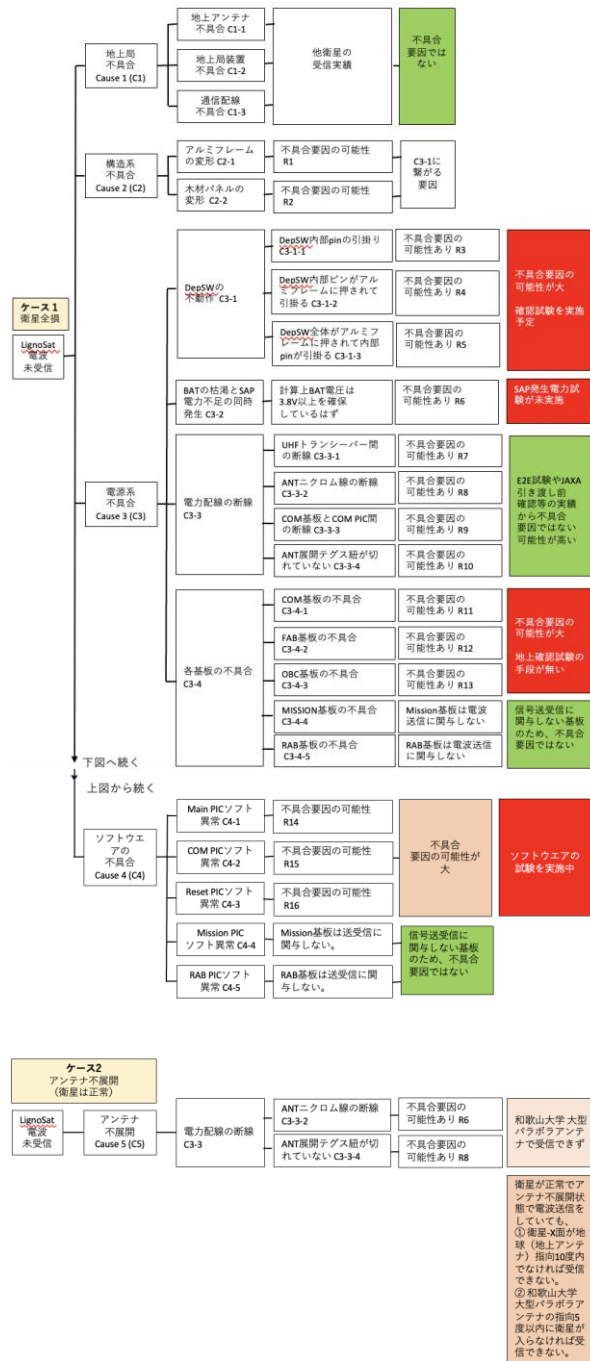 地上アンテナ
不具合 C1-1
地上局装置
不具合 C1-2
通信配線
不具合 C1-3
地上局
不具合
Cause 1 (C1)
他衛星の
受信実績
不具合
要因では
ない
構造系
不具合
Cause 2 (C2)
アルミフレーム
の変形 C2-1
不具合要因の可能性
R1
木材パネルの
変形 C2-2
不具合要因の可能性
R2
C3-1に
繋がる
要因
ケース1
衛星全損
LignoSat
電波
未受信
電源系
不具合
Cause 3 (C3)
DepSWの
不動作 C3-1
DepSW内部pinの引掛り
C3-1-1
不具合要因の
可能性あり R3
DepSW内部ピンがアル
ミフレームに押されて
引掛る C3-1-2
不具合要因の
可能性あり R4
DepSW全体がアルミフ
レームに押されて内部
pinが引掛る C3-1-3
不具合要因の
可能性あり R5
不具合要因の
可能性が大
確認試験を実施
予定
BATの枯渇とSAP
電力不足の同時
発生 C3-2
計算上BAT電圧は
3.8V以上を確保
しているはず
不具合要因の
可能性あり R6
SAP発生電力試
験が未実施
電力配線の断線
C3-3
UHFトランシーバー間
の断線 C3-3-1
不具合要因の
可能性あり R7
ANTニクロム線の断線
C3-3-2
不具合要因の
可能性あり R8
COM基板とCOM PIC間
の断線 C3-3-3
不具合要因の
可能性あり R9
ANT展開テグス紐が切
れていない C3-3-4
不具合要因の
可能性あり R10
E2E試験やJAXA
引き渡し前
確認等の実績
から不具合
要因ではない
可能性が高い
各基板の不具合
C3-4
COM基板の不具合
C3-4-1
不具合要因の
可能性あり R11
FAB基板の不具合
C3-4-2
不具合要因の
可能性あり R12
OBC基板の不具合
C3-4-3
不具合要因の
可能性あり R13
不具合要因の
可能性が大
地上確認試験の
手段が無い
MISSION基板の不具合
C3-4-4
Mission基板は電波
送信に関与しない
RAB基板の不具合
C3-4-5
RAB基板は電波送信
に関与しない
信号送受信に
関与しない基板
のため、不具合
要因ではない
下図へ続く
上図から続く
ソフトウエア
の
不具合
Cause 4 (C4)
Main PICソフト
異常 C4-1
不具合要因の可能性
R14
COM PICソフト
異常 C4-2
不具合要因の可能性
R15
Reset PICソフト
異常 C4-3
不具合要因の可能性
R16
不具合
要因の可能性が
大
ソフトウエアの
試験を実施中
Mission PIC
ソフト異常 C4-4
Mission基板は送受信に
関与しない。
RAB PICソフト
異常 C4-5
RAB基板は送受信に関
与しない。
信号送受信に
関与しない基板
のため、不具合
要因ではない
ケース2
アンテナ不展開
(衛星は正常)
LignoSat
電波
未受信
アンテナ
不展開
Cause 5 (C5)
電力配線の断線
C3-3
ANTニクロム線の断線
C3-3-2
不具合要因の
可能性あり R6
ANT展開テグス紐が切
れていない C3-3-4
不具合要因の
可能性あり R8
和歌山大学 大型
パラボラアンテ
ナで受信できず
衛星が正常でア
ンテナ不展開状
態で電波送信を
していても、
① 衛星-X面が地
球（地上アンテ
ナ）指向10度内
でなければ受信
できない。
② 和歌山大学
大型パラボラア
ンテナの指向5
度以内に衛星が
入らなければ受
信できない。